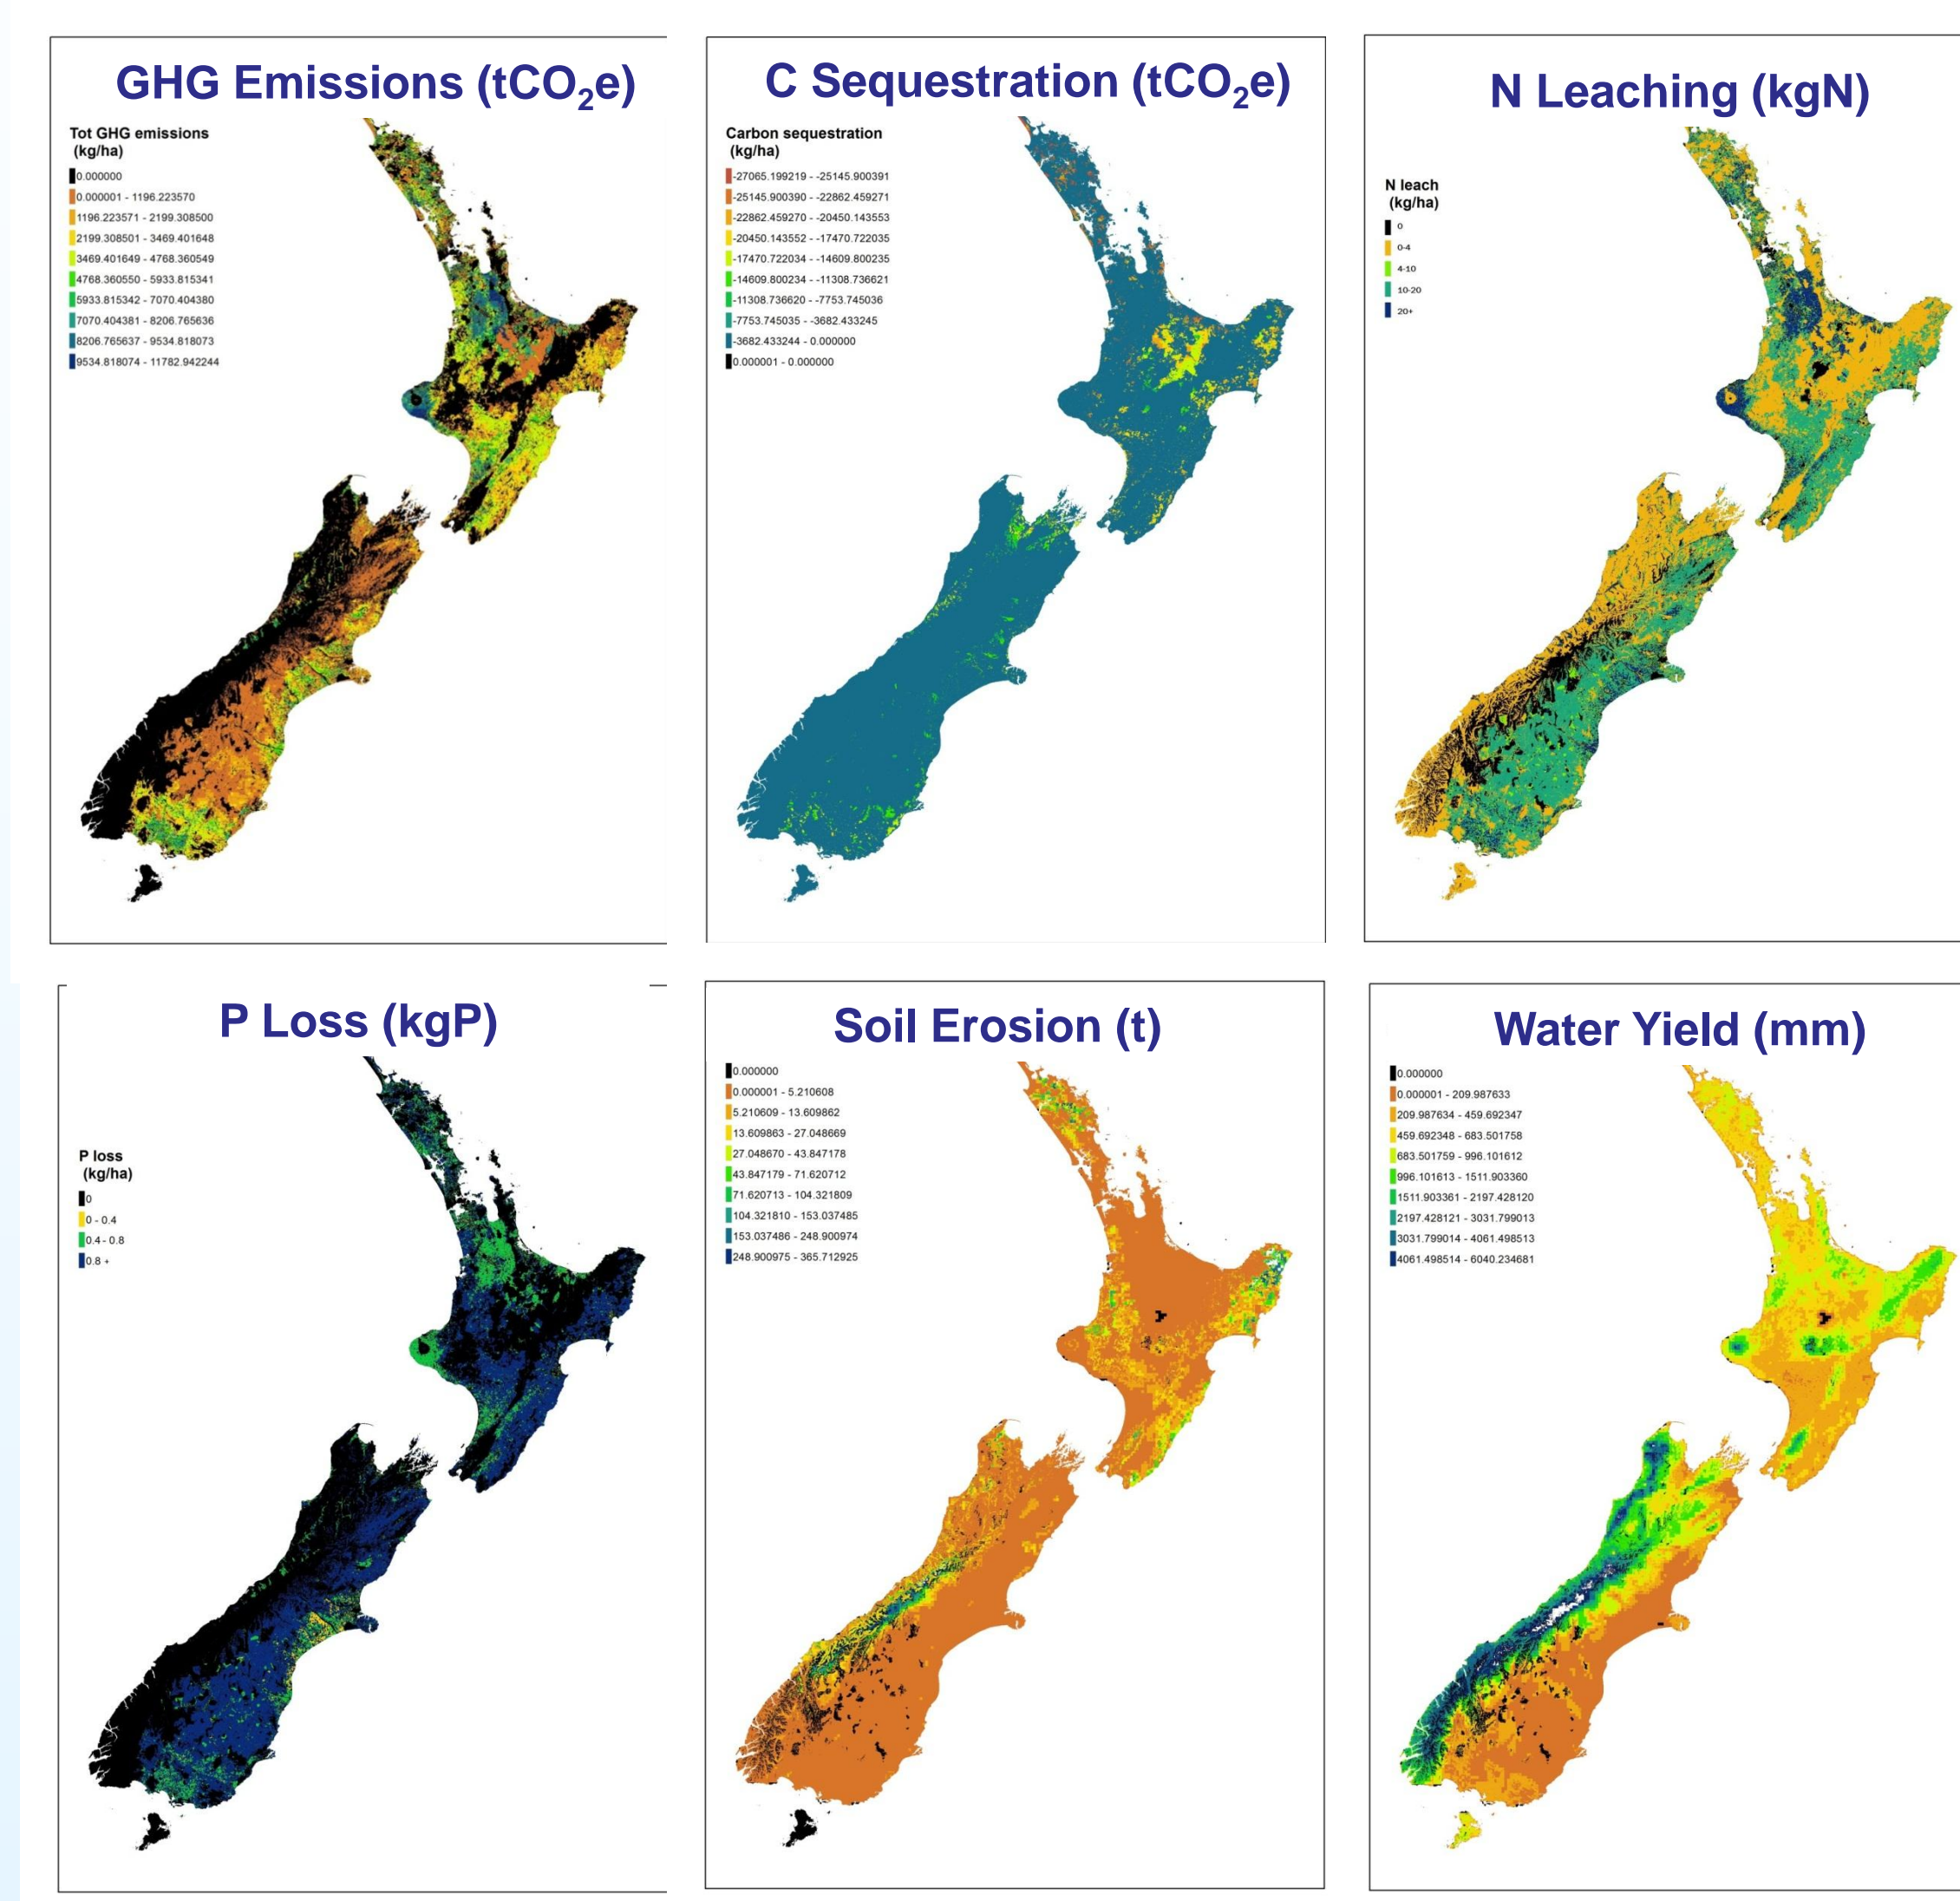 GHG Emissions (tCO₂e)
Tot GHG emissions
(kg/ha)
0.000000
0.000001 - 1196.223570
1196.223571 - 2199.308500
2199.308501 - 3469.401648
3469.401649 - 4768.360549
4768.360550 - 5933.815341
5933.815342 - 7070.404380
7070.404381 - 8206.765636
8206.765637 - 9534.818073
9534.818074 - 11782.942244
C Sequestration (tCO₂e)
Carbon sequestration
(kg/ha)
-27065.199219 - -25145.900391
-25145.900390 - -22862.459271
-22862.459270 - -20450.143553
-20450.143552 - -17470.722035
-17470.722034 - -14609.800235
-14609.800234 - -11308.736621
-11308.736620 - -7753.745036
-7753.745035 - -3682.433245
-3682.433244 - 0.000000
0.000001 - 0.000000
N Leaching (kgN)
N leach
(kg/ha)
0
0-4
4-10
10-20
20+
P Loss (kgP)
P loss
(kg/ha)
0
0 - 0.4
0.4 - 0.8
0.8 +
Soil Erosion (t)
0.000000
0.000001 - 5.210608
5.210609 - 13.609862
13.609863 - 27.048669
27.048670 - 43.847178
43.847179 - 71.620712
71.620713 - 104.321809
104.321810 - 153.037485
153.037486 - 248.900974
248.900975 - 365.712925
Water Yield (mm)
0.000000
0.000001 - 209.987633
209.987634 - 459.692347
459.692348 - 683.501758
683.501759 - 996.101612
996.101613 - 1511.903360
1511.903361 - 2197.428120
2197.428121 - 3031.799013
3031.799014 - 4061.498513
4061.498514 - 6040.234681